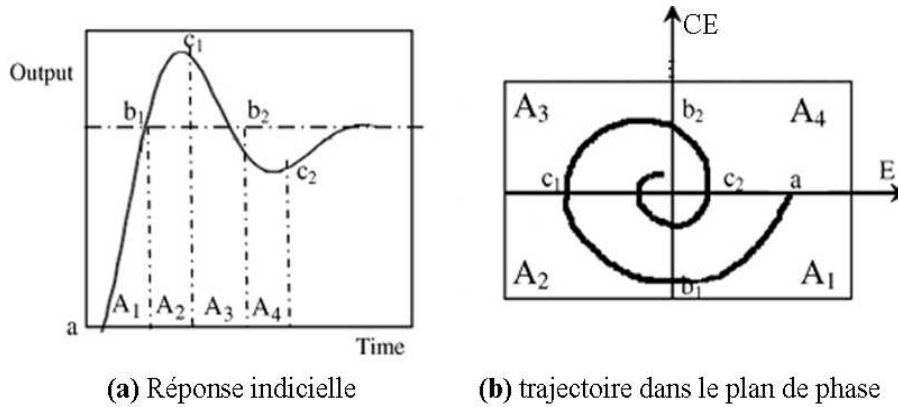 Output
c₁
b₁
b₂
c₂
a
A₁
A₂
A₃
A₄
Time
(a) Réponse indicielle
CE
A₃
b₂
A₄
E
c₁
c₂
a
A₂
b₁
A₁
(b) trajectoire dans le plan de phase